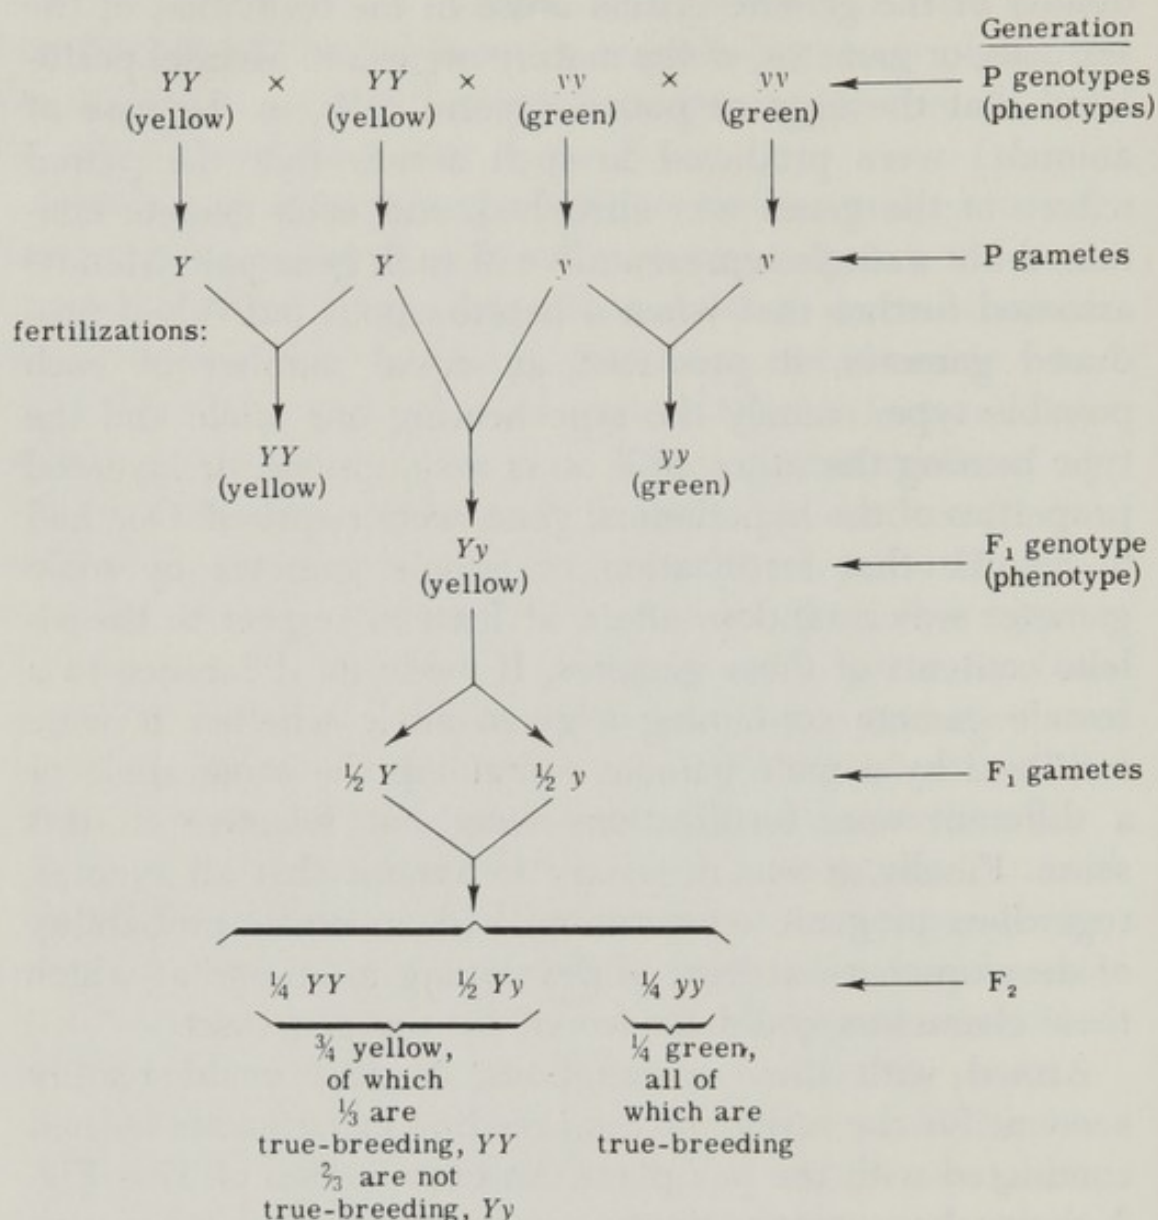 Generation
YY × YY × yy × yy P genotypes
(yellow) (yellow) (green) (green) (phenotypes)
Y Y y y P gametes
fertilizations:
YY yy
(yellow) (green)
Yy F₁ genotype
(yellow) (phenotype)
½ Y ½ y F₁ gametes
¼ YY ½ Yy ¼ yy F₂
¾ yellow, ¼ green,
of which all of
⅓ are which are
true-breeding, YY true-breeding
⅔ are not
true-breeding, Yy